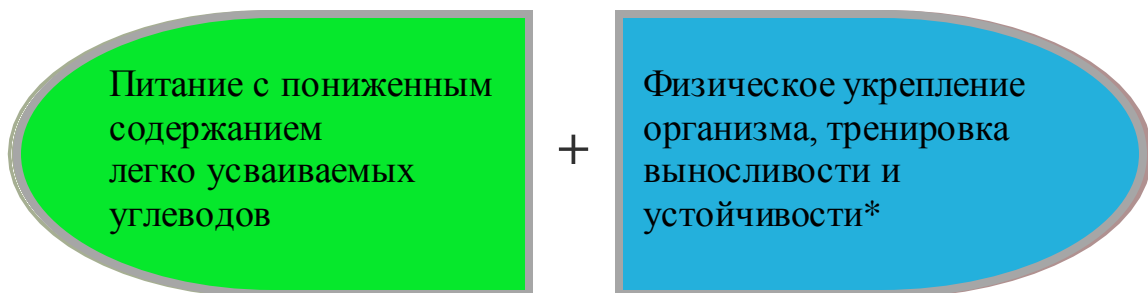 Питание с пониженным
содержанием
легко усваиваемых
углеводов
+
Физическое укрепление
организма, тренировка
выносливости и
устойчивости*